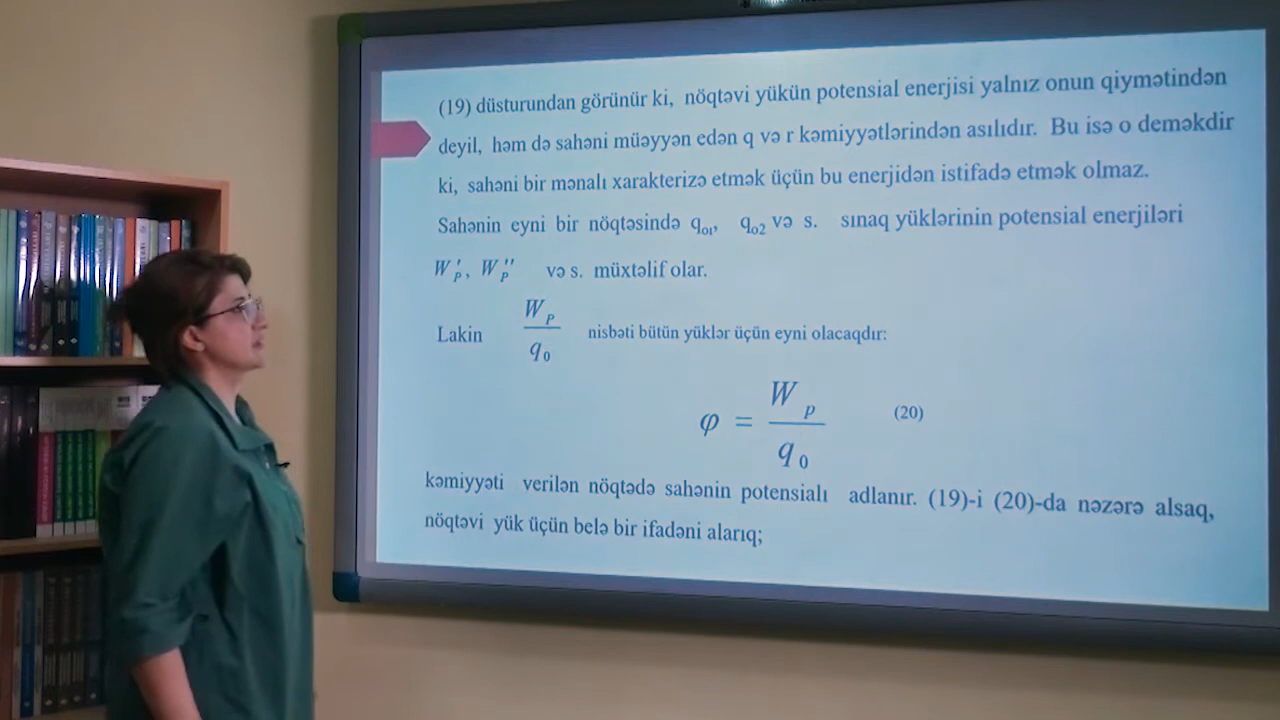 (19) düsturundan görünür ki, nöqtəvi yükün potensial enerjisi yalnız onun qiymətindən
deyil, həm də sahəni müəyyən edən q və r kəmiyyətlərindən asılıdır. Bu isə o deməkdir
ki, sahəni bir mənalı xarakterizə etmək üçün bu enerjidən istifadə etmək olmaz.
Sahənin eyni bir nöqtəsində q₀₁, q₀₂ və s. sınaq yüklərinin potensial enerjiləri
W′ₚ, W″ₚ və s. müxtəlif olar.
Lakin Wₚ/q₀ nisbəti bütün yüklər üçün eyni olacaqdır:
φ = Wₚ/q₀ (20)
kəmiyyəti verilən nöqtədə sahənin potensialı adlanır. (19)-i (20)-da nəzərə alsaq,
nöqtəvi yük üçün belə bir ifadəni alarıq;